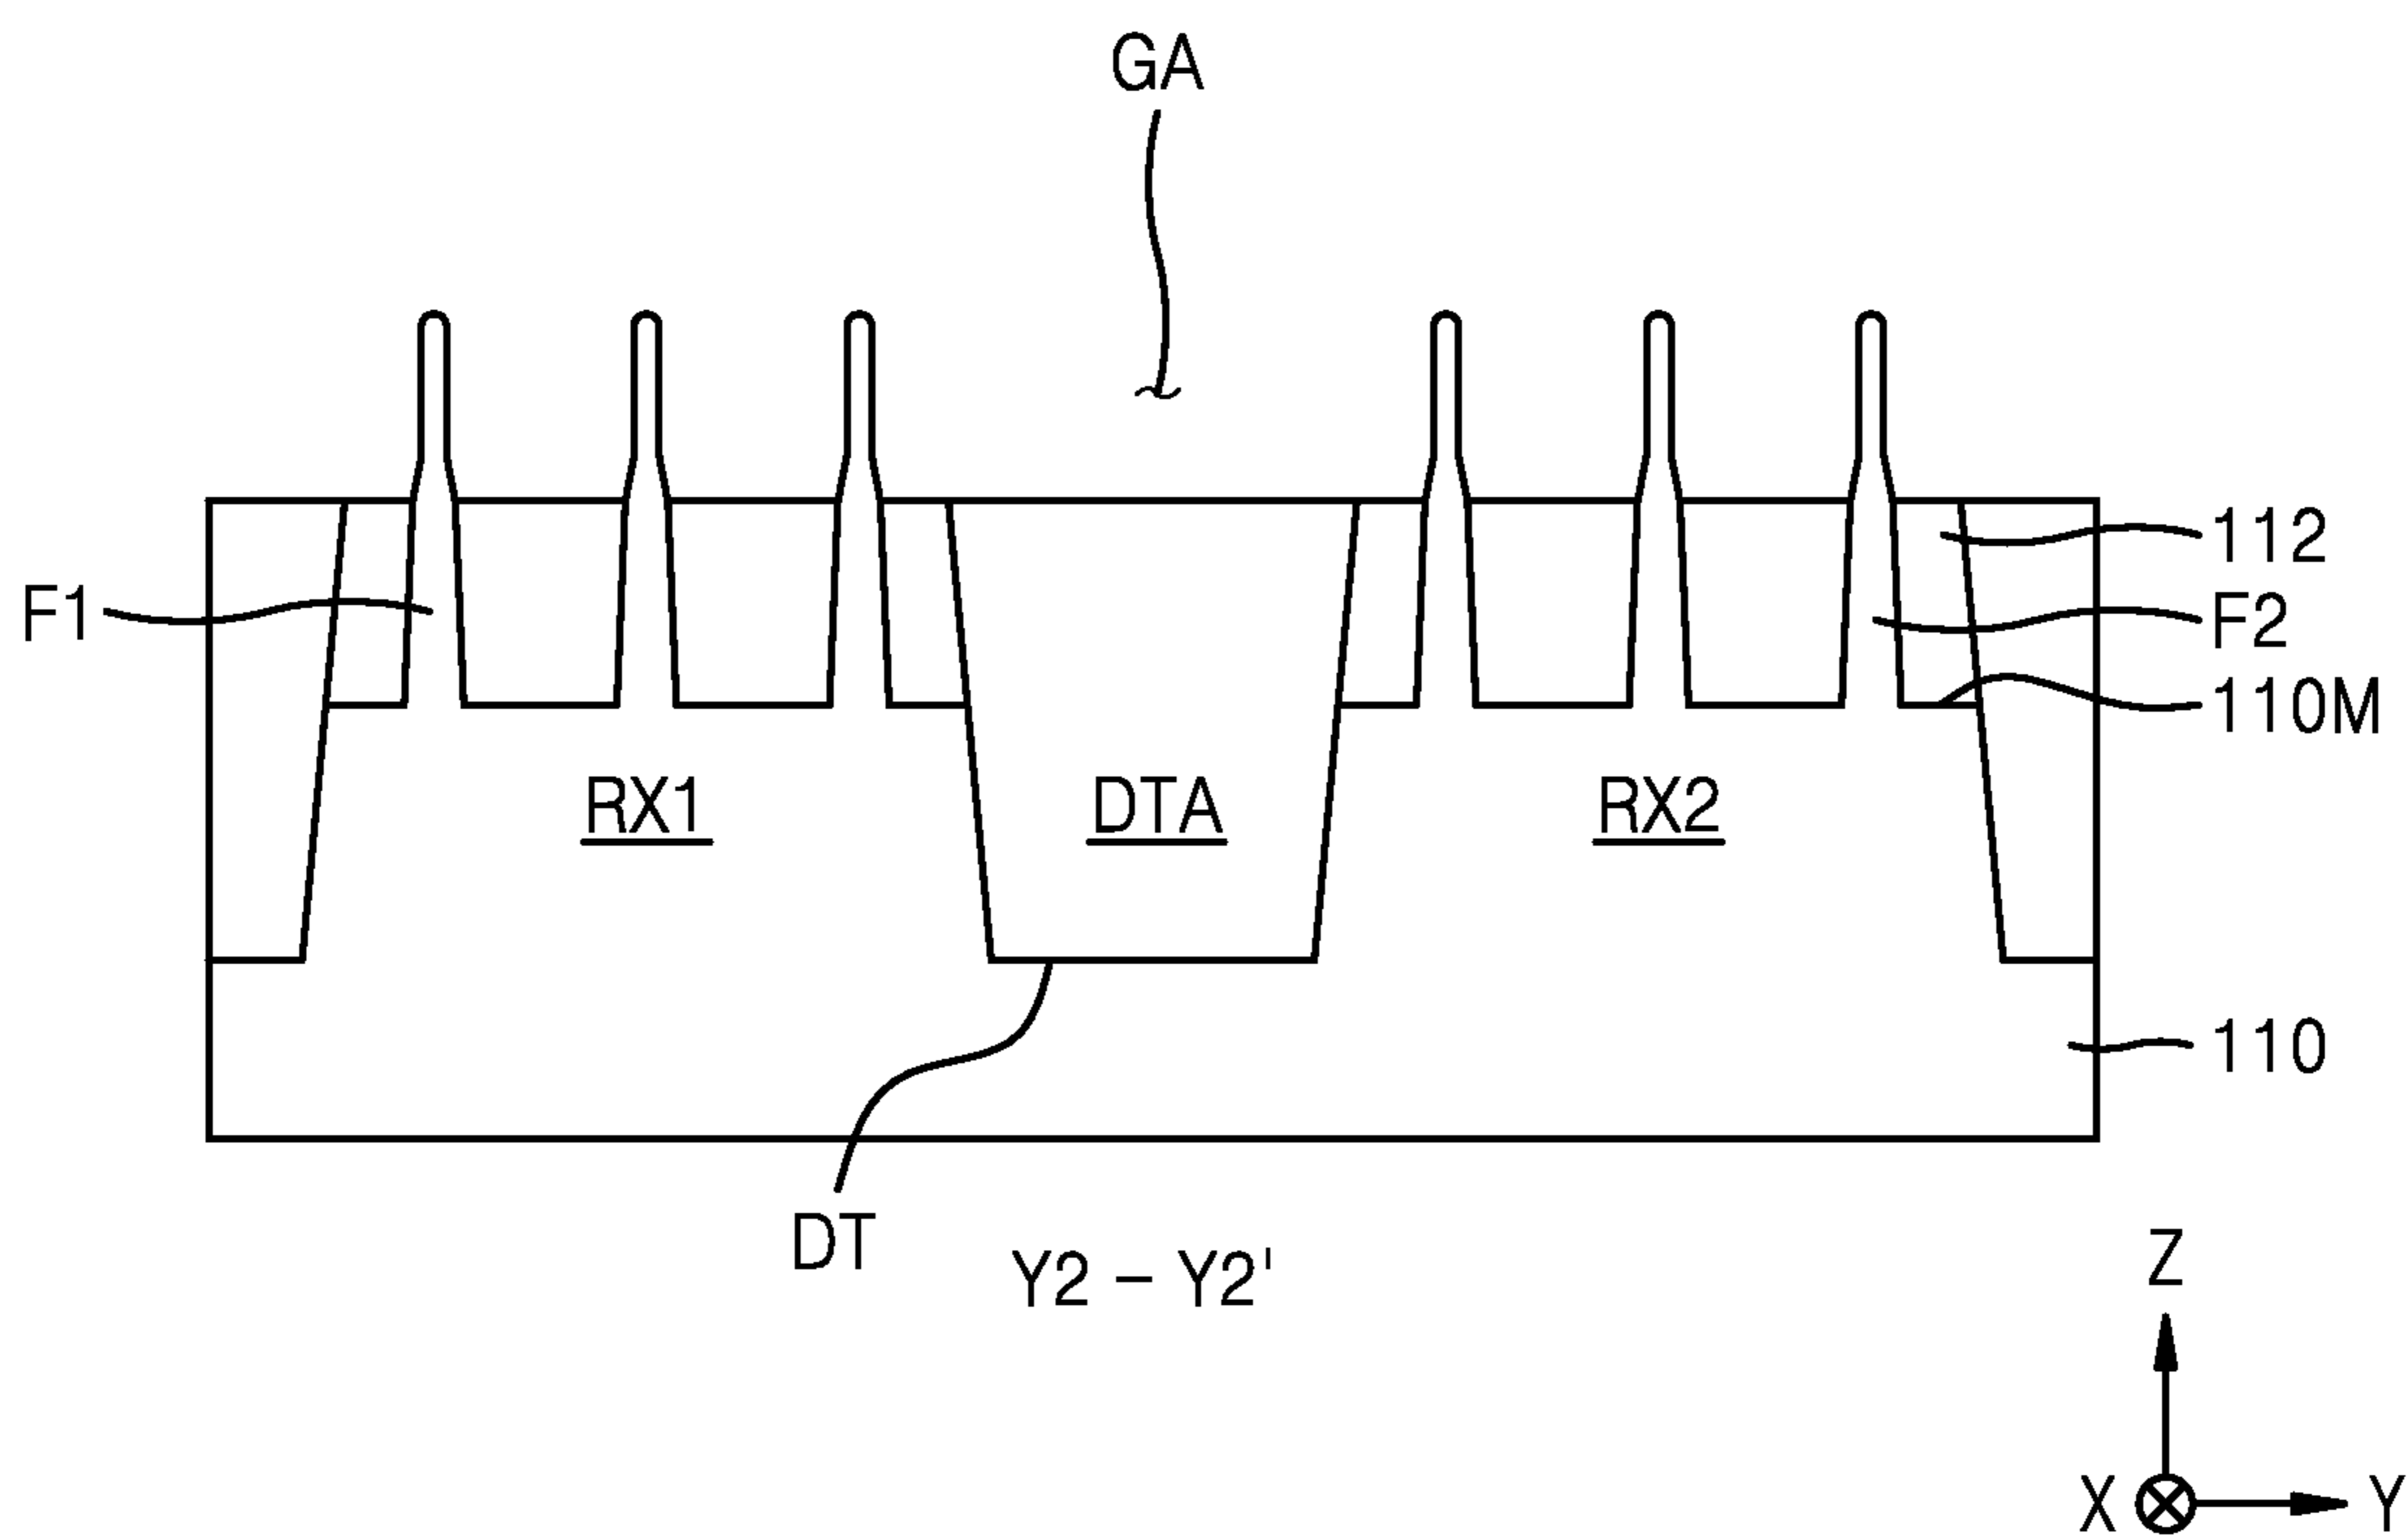 GA
112
F1
F2
110M
RX1 DTA RX2
110
DT
Y2 – Y2'
Z
X Y